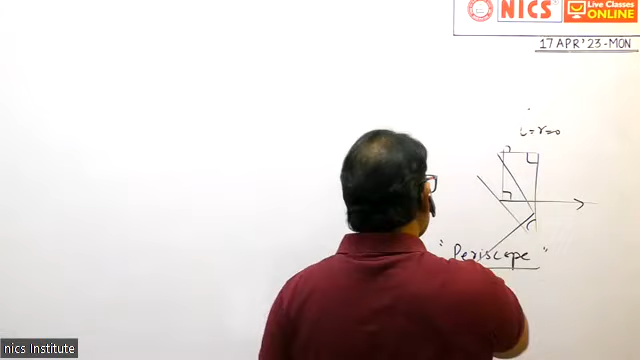 NICS
Live Classes
ONLINE
17 APR'23-MON
i=r=0
"Periscope"
nics Institute